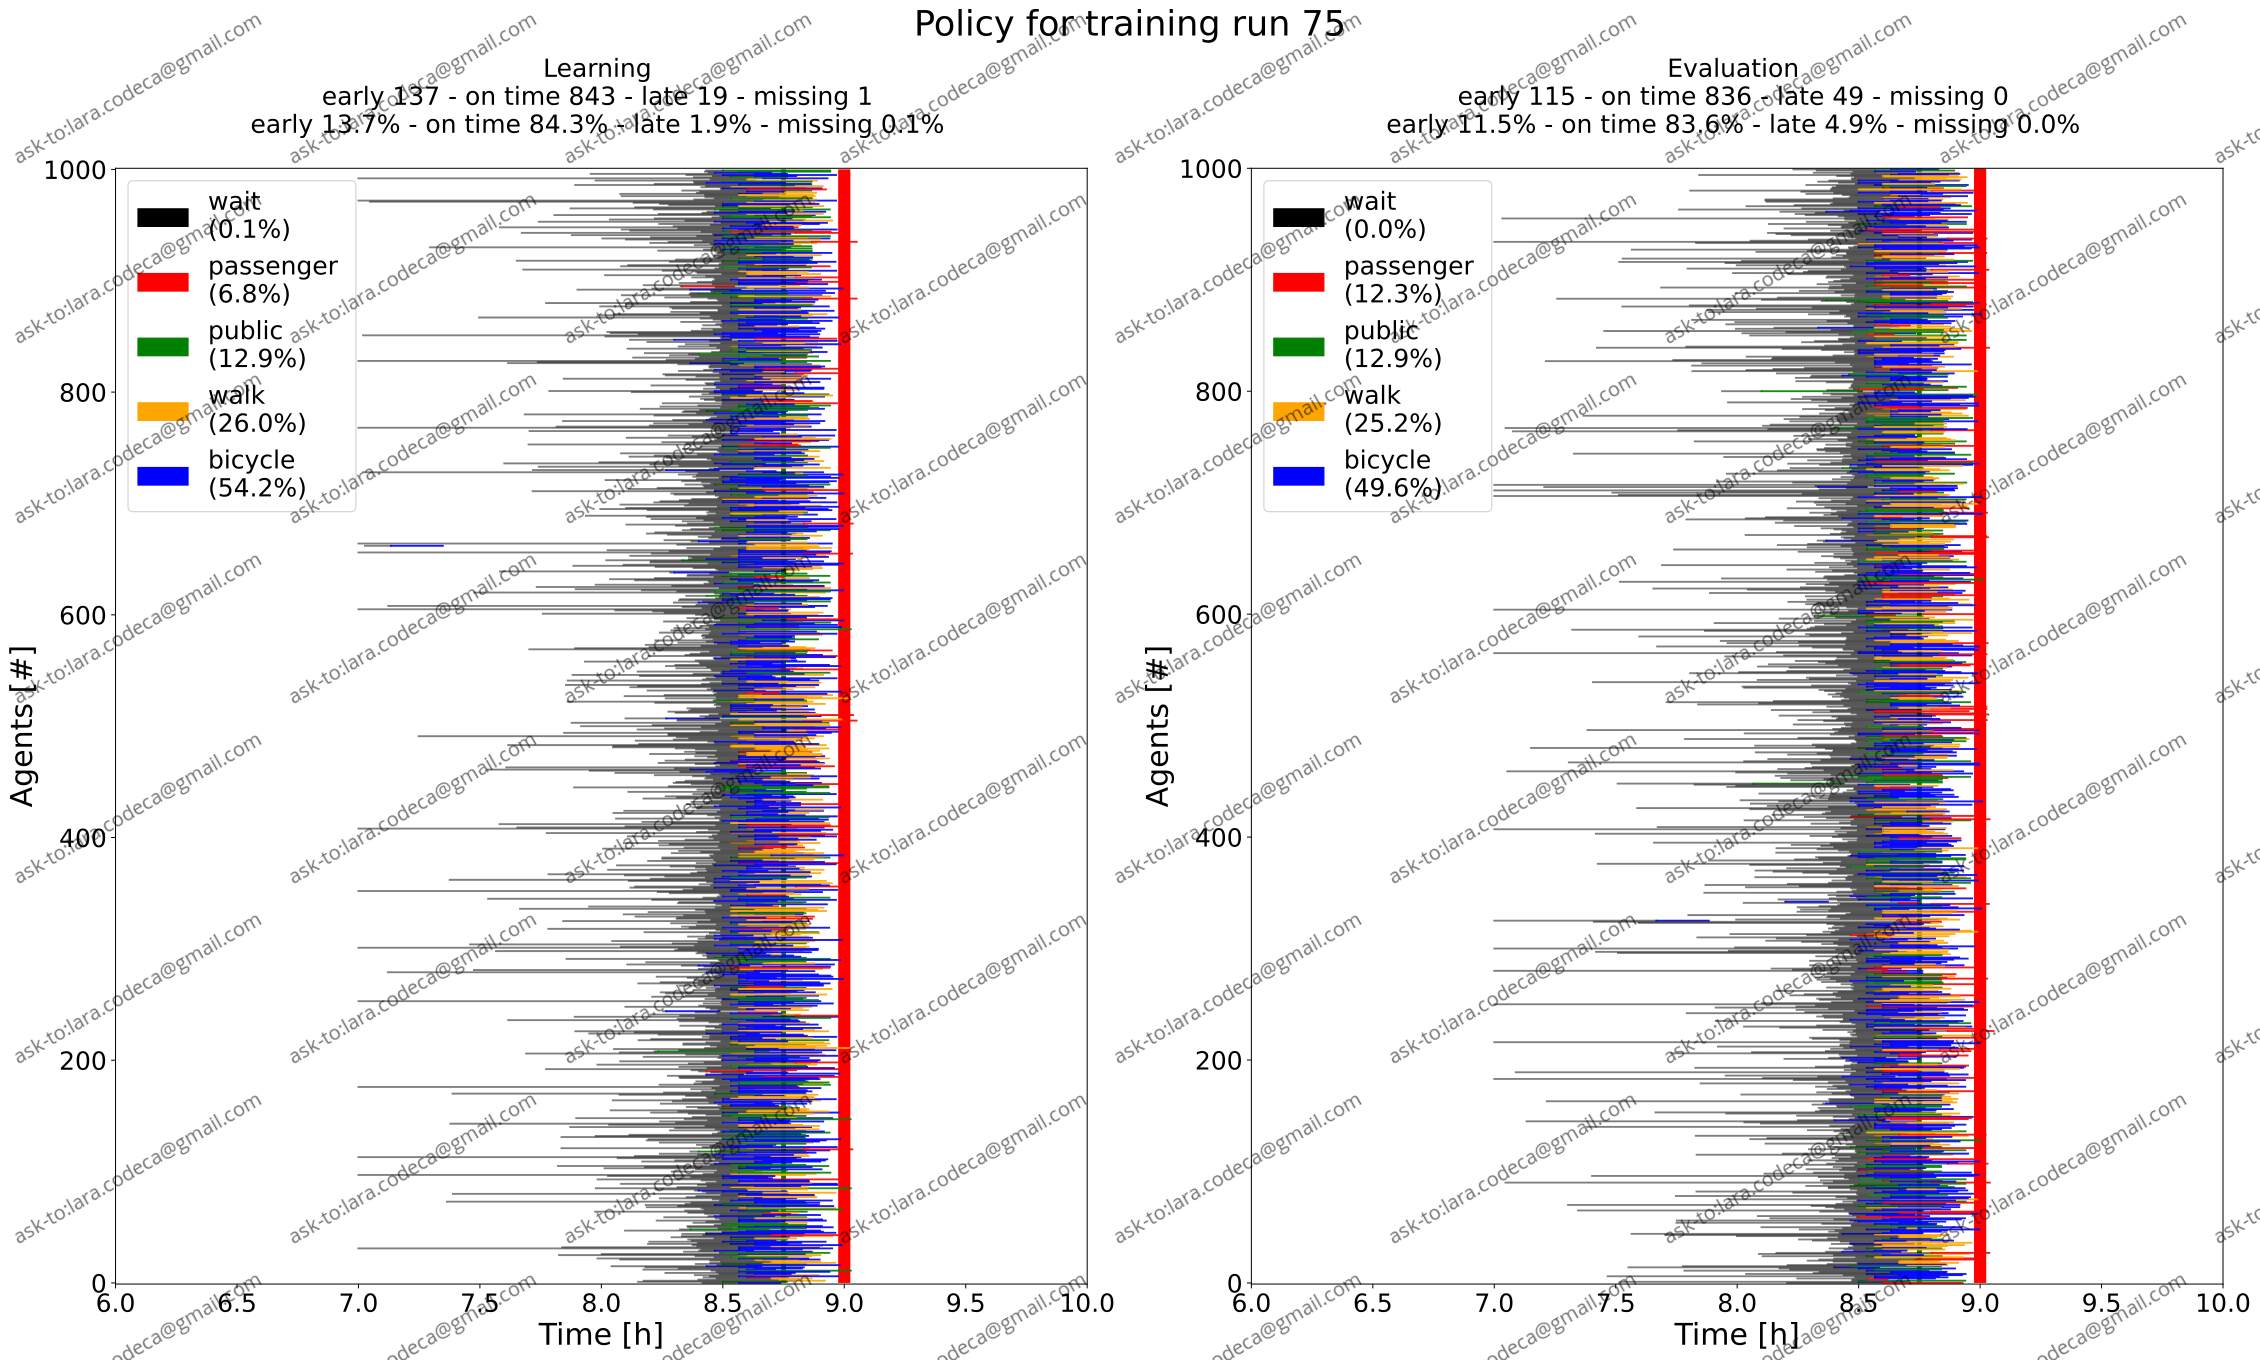 Policy for training run 75
Learning
early 137 - on time 843 - late 19 - missing 1
early 13.7% - on time 84.3% - late 1.9% - missing 0.1%
1000
800
600
400
200
0
Agents [#]
wait
(0.1%)
passenger
(6.8%)
public
(12.9%)
walk
(26.0%)
bicycle
(54.2%)
6.0 6.5 7.0 7.5 8.0 8.5 9.0 9.5 10.0
Time [h]
Evaluation
early 115 - on time 836 - late 49 - missing 0
early 11.5% - on time 83.6% - late 4.9% - missing 0.0%
1000
800
600
400
200
0
Agents [#]
wait
(0.0%)
passenger
(12.3%)
public
(12.9%)
walk
(25.2%)
bicycle
(49.6%)
6.0 6.5 7.0 7.5 8.0 8.5 9.0 9.5 10.0
Time [h]
ask-to:lara.codeca@gmail.com